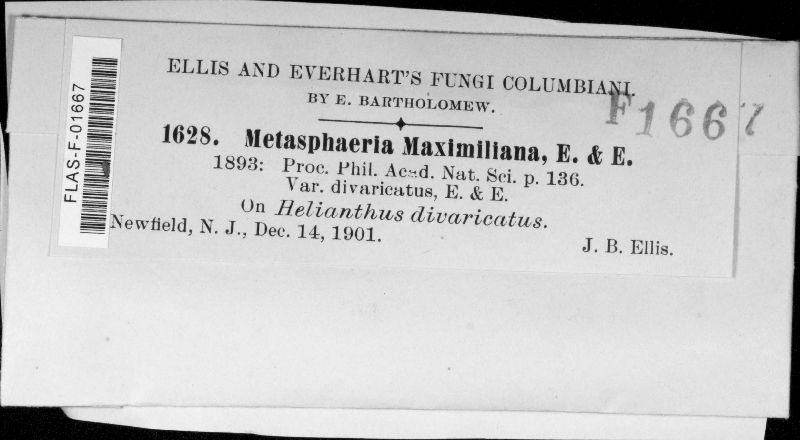 ELLIS AND EVERHART'S FUNGI COLUMBIANI.
BY E. BARTHOLOMEW.
F1667
1628. Metasphaeria Maximiliana, E. & E.
1893: Proc. Phil. Acad. Nat. Sci. p. 136.
Var. divaricatus, E. & E.
On Helianthus divaricatus.
Newfield, N. J., Dec. 14, 1901.
J. B. Ellis.
FLAS-F-01667